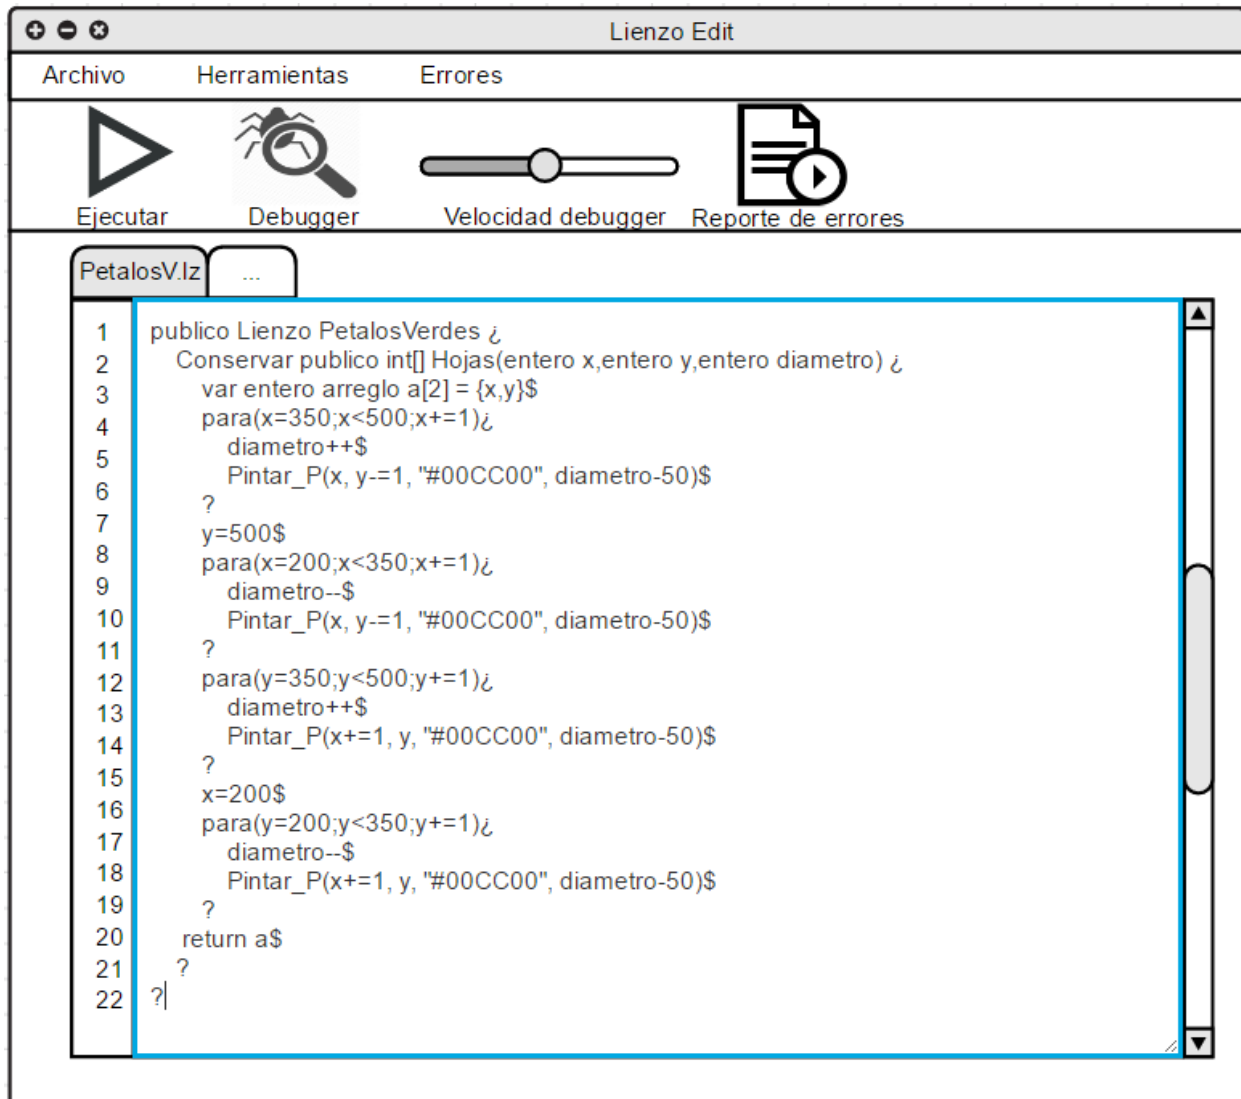 Lienzo Edit
Archivo Herramientas Errores
Ejecutar Debugger Velocidad debugger Reporte de errores
PetalosV.lz ...
1 publico Lienzo PetalosVerdes ¿
2 Conservar publico int[] Hojas(entero x,entero y,entero diametro) ¿
3 var entero arreglo a[2] = {x,y}$
4 para(x=350;x<500;x+=1)¿
5 diametro++$
6 Pintar_P(x, y-=1, "#00CC00", diametro-50)$
7 ?
8 y=500$
9 para(x=200;x<350;x+=1)¿
10 diametro--$
11 Pintar_P(x, y-=1, "#00CC00", diametro-50)$
12 ?
13 para(y=350;y<500;y+=1)¿
14 diametro++$
15 Pintar_P(x+=1, y, "#00CC00", diametro-50)$
16 ?
17 x=200$
18 para(y=200;y<350;y+=1)¿
19 diametro--$
20 Pintar_P(x+=1, y, "#00CC00", diametro-50)$
21 ?
22 return a$
?
?